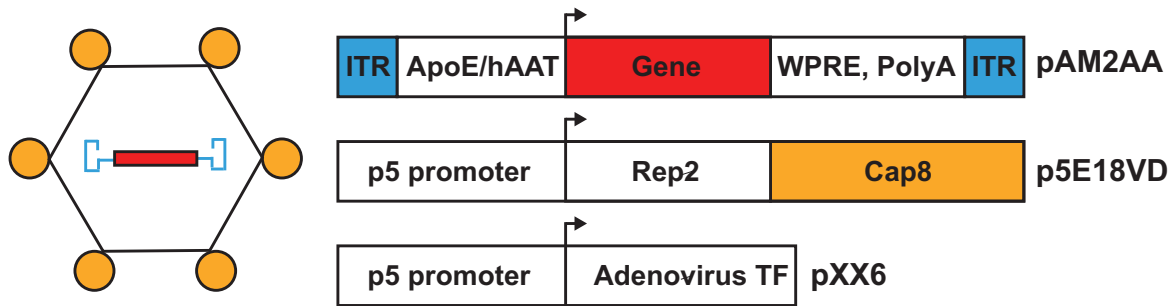 ITR ApoE/hAAT Gene WPRE, PolyA ITR pAM2AA
p5 promoter Rep2 Cap8 p5E18VD
p5 promoter Adenovirus TF pXX6